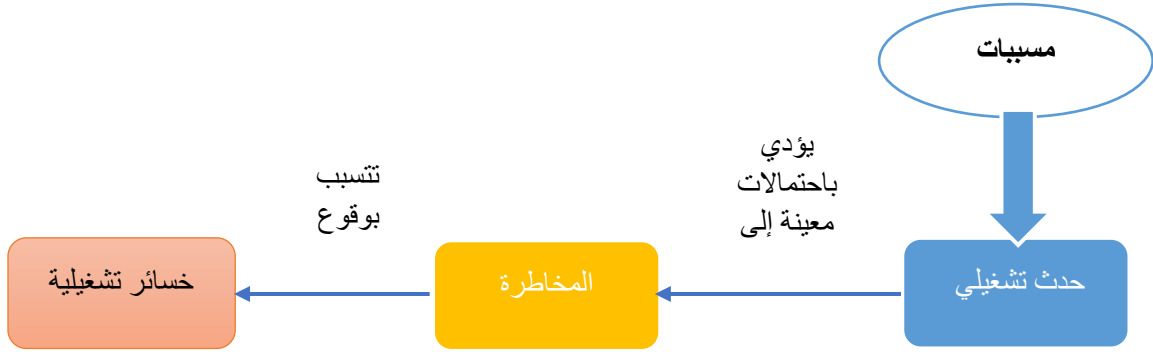 مسببات
يؤدي
باحتمالات
معينة إلى
تتسبب
بوقوع
حدث تشغيلي
المخاطرة
خسائر تشغيلية